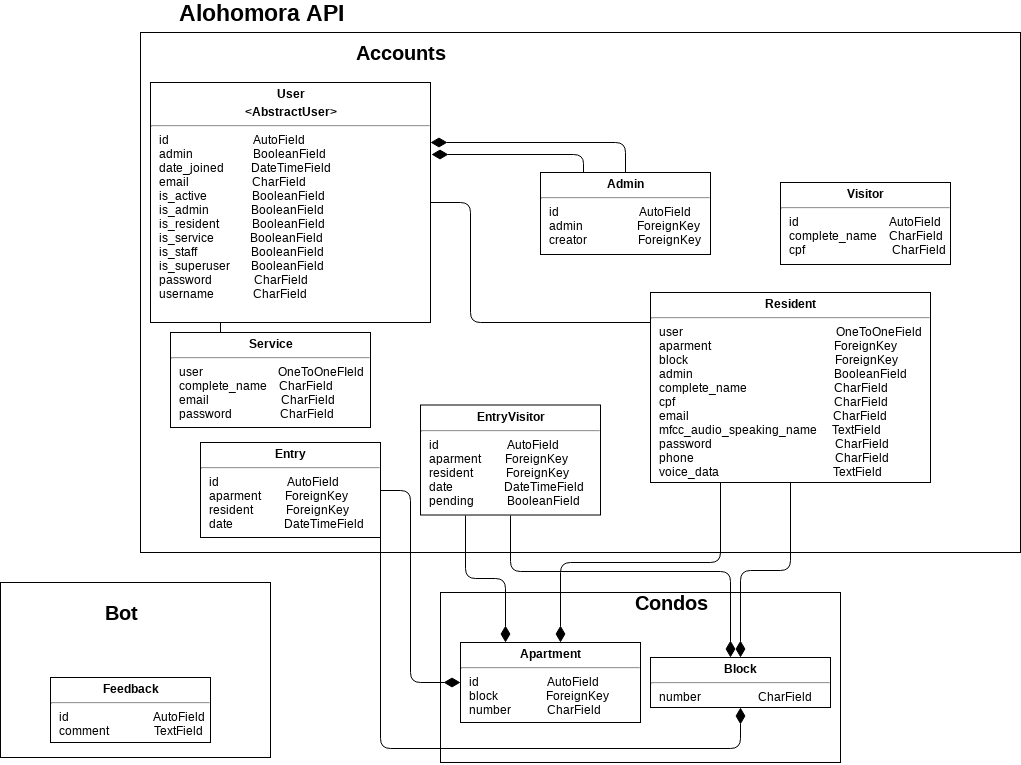 Alohomora API
Accounts
User
<AbstractUser>
id AutoField
admin BooleanField
date_joined DateTimeField
email CharField
is_active BooleanField
is_admin BooleanField
is_resident BooleanField
is_service BooleanField
is_staff BooleanField
is_superuser BooleanField
password CharField
username CharField
Admin
id AutoField
admin ForeignKey
creator ForeignKey
Visitor
id AutoField
complete_name CharField
cpf CharField
Resident
user OneToOneField
aparment ForeignKey
block ForeignKey
admin BooleanField
complete_name CharField
cpf CharField
email CharField
mfcc_audio_speaking_name TextField
password CharField
phone CharField
voice_data TextField
Service
user OneToOneFIeld
complete_name CharField
email CharField
password CharField
EntryVisitor
id AutoField
aparment ForeignKey
resident ForeignKey
date DateTimeField
pending BooleanField
Entry
id AutoField
aparment ForeignKey
resident ForeignKey
date DateTimeField
Bot
Feedback
id AutoField
comment TextField
Condos
Apartment
id AutoField
block ForeignKey
number CharField
Block
number CharField